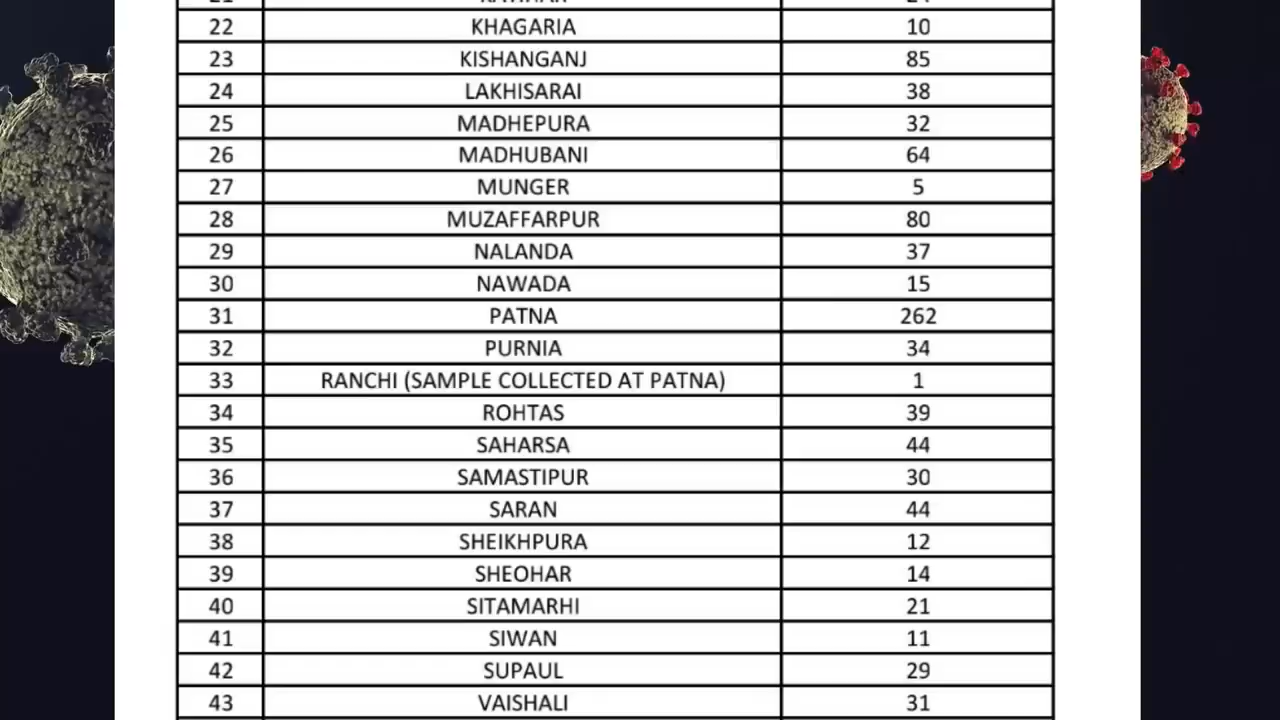 22 KHAGARIA 10
23 KISHANGANJ 85
24 LAKHISARAI 38
25 MADHEPURA 32
26 MADHUBANI 64
27 MUNGER 5
28 MUZAFFARPUR 80
29 NALANDA 37
30 NAWADA 15
31 PATNA 262
32 PURNIA 34
33 RANCHI (SAMPLE COLLECTED AT PATNA) 1
34 ROHTAS 39
35 SAHARSA 44
36 SAMASTIPUR 30
37 SARAN 44
38 SHEIKHPURA 12
39 SHEOHAR 14
40 SITAMARHI 21
41 SIWAN 11
42 SUPAUL 29
43 VAISHALI 31